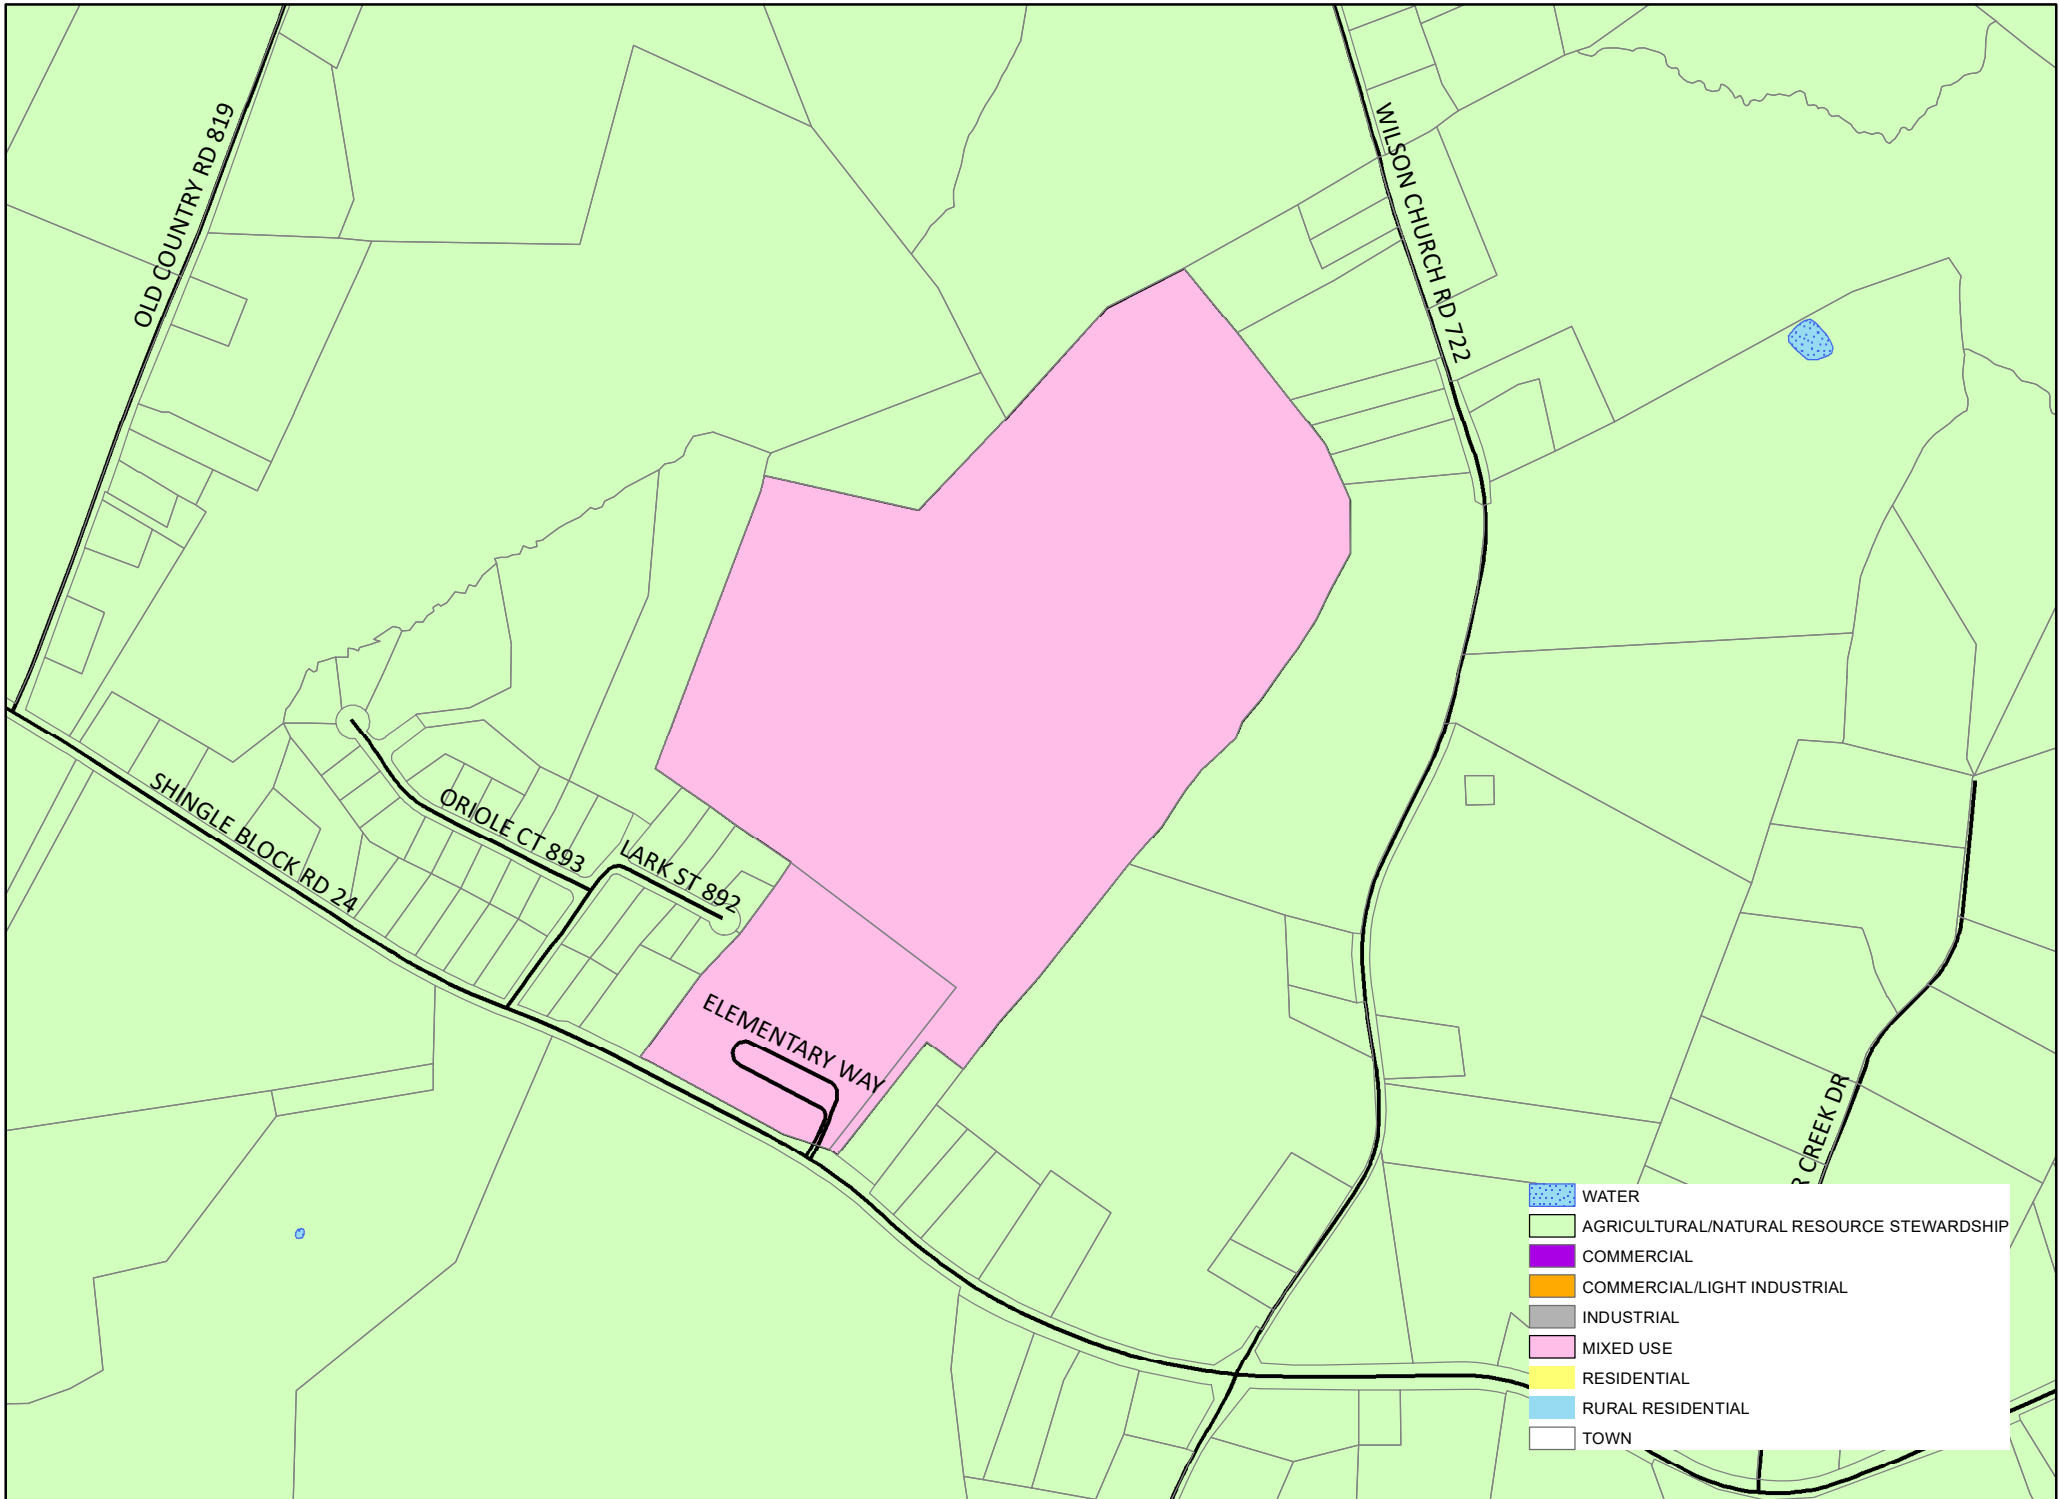 OLD COUNTRY RD 819
WILSON CHURCH RD 722
SHINGLE BLOCK RD 24
ORIOLE CT 893
LARK ST 892
ELEMENTARY WAY
CREEK DR
WATER
AGRICULTURAL/NATURAL RESOURCE STEWARDSHIP
COMMERCIAL
COMMERCIAL/LIGHT INDUSTRIAL
INDUSTRIAL
MIXED USE
RESIDENTIAL
RURAL RESIDENTIAL
TOWN